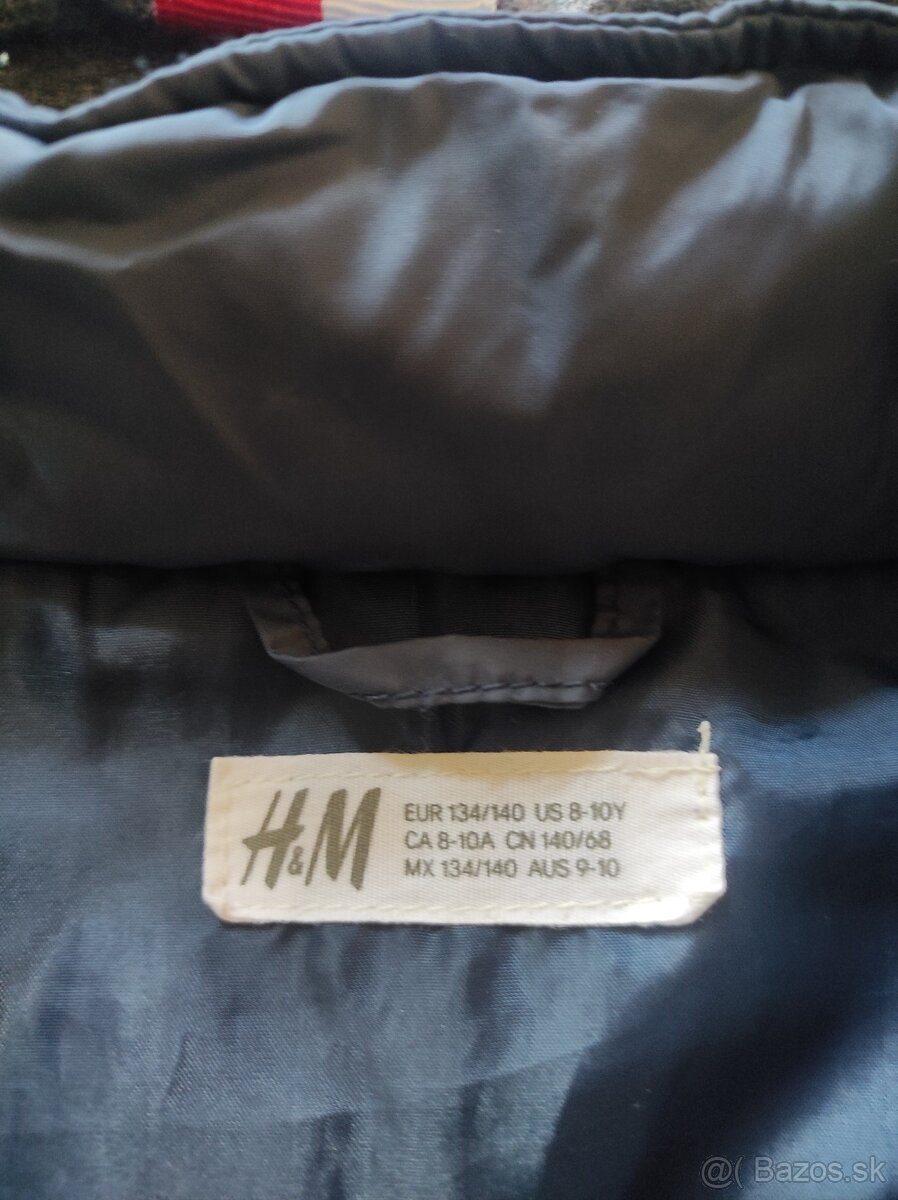 H&M
EUR 134/140 US 8-10Y
CA 8-10A CN 140/68
MX 134/140 AUS 9-10
@( Bazos.sk